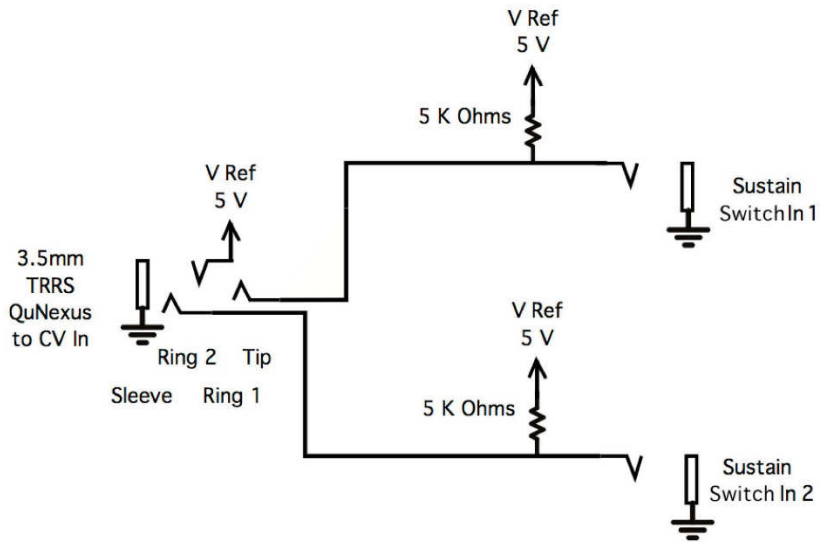 V Ref
5 V
5 K Ohms
Sustain
Switch In 1
V Ref
5 V
3.5mm
TRRS
QuNexus
to CV In
Ring 2 Tip
Sleeve Ring 1
V Ref
5 V
5 K Ohms
Sustain
Switch In 2